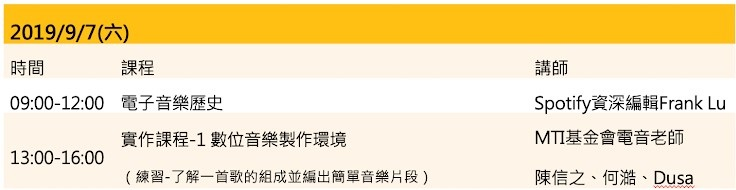 2019/9/7(六)
時間 課程 講師
09:00-12:00 電子音樂歷史 Spotify資深編輯Frank Lu
13:00-16:00 實作課程-1 數位音樂製作環境 MTI基金會電音老師
（練習-了解一首歌的組成並編出簡單音樂片段） 陳信之、何澔、Dusa